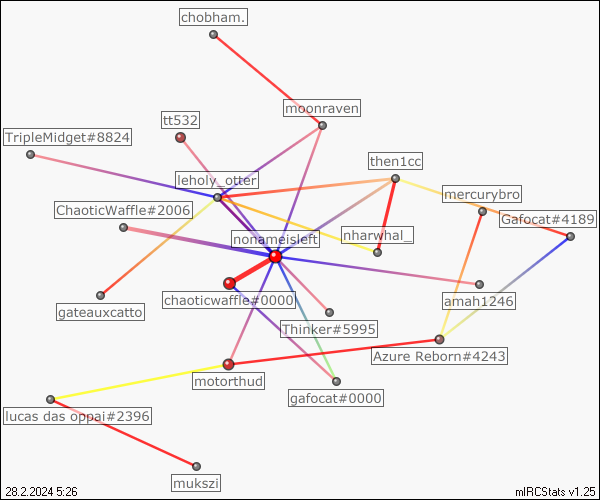 chobham.
moonraven
tt532
TripleMidget#8824
then1cc
lehoiy_otter
mercurybro
ChaoticWaffle#2006
Gafocat#4189
nonameisleft
nharwhal_
chaoticwaffle#0000
amah1246
gateauxcatto
Thinker#5995
Azure Reborn#4243
motorthud
gafocat#0000
lucas das oppai#2396
mukszi
28.2.2024 5:26
mIRCStats v1.25